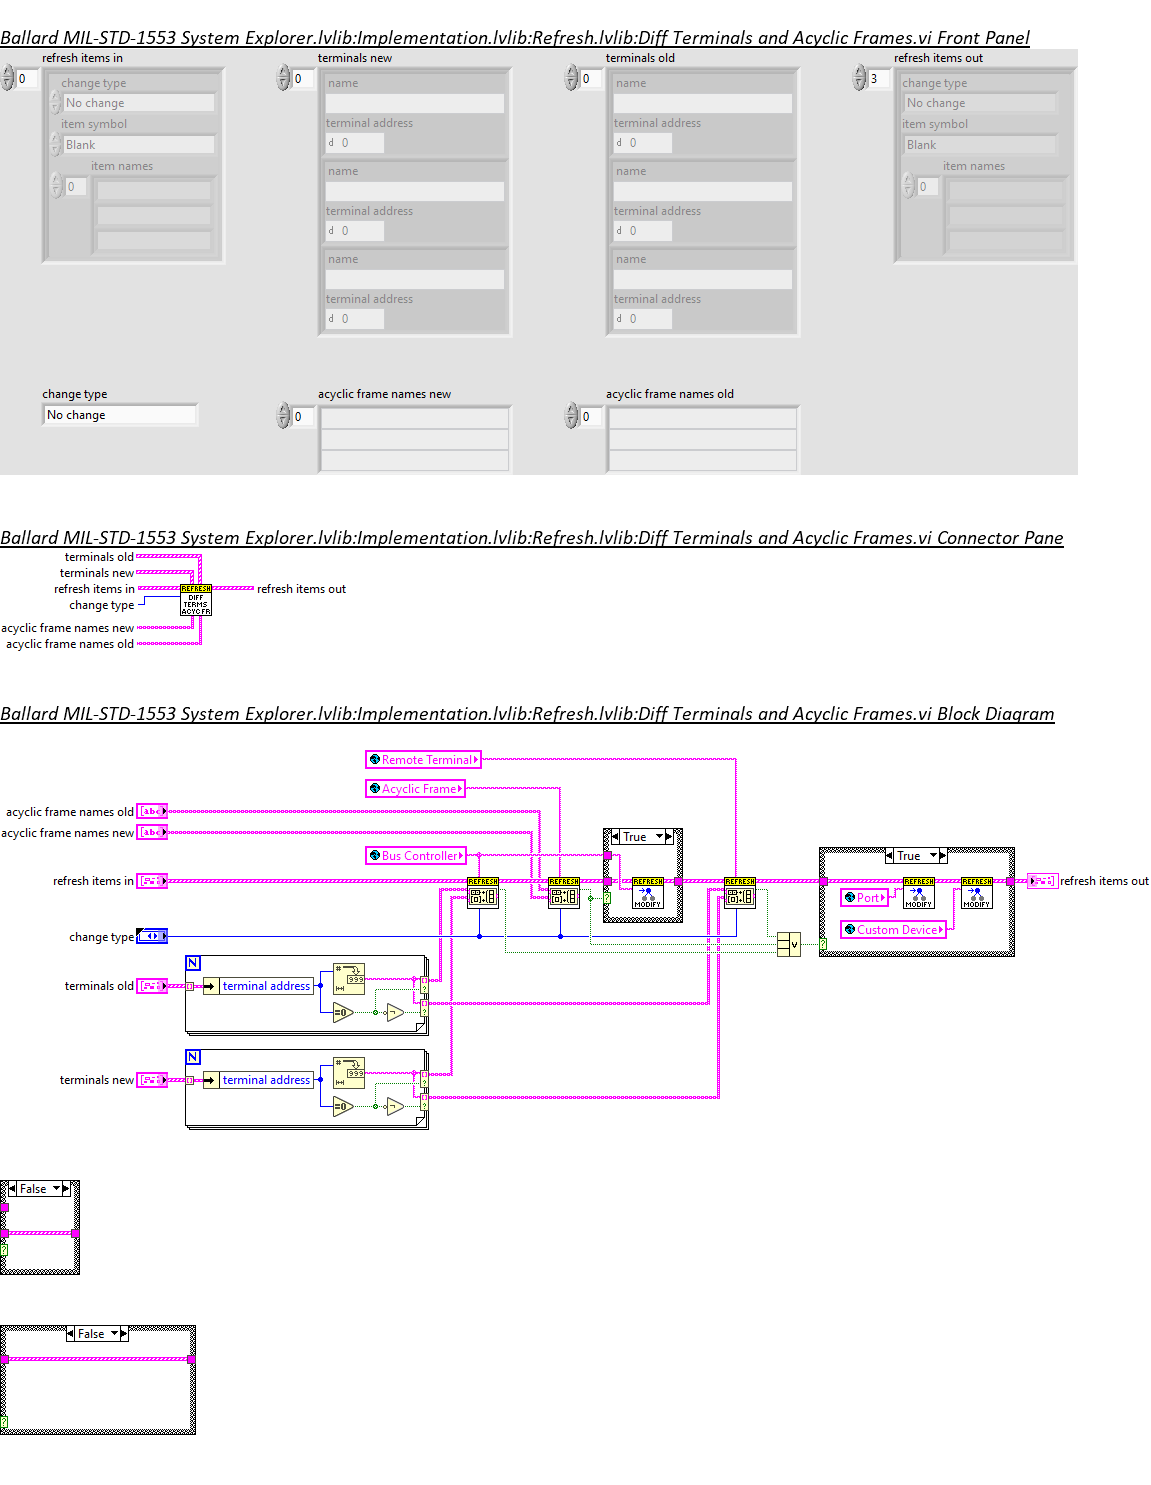 Ballard MIL-STD-1553 System Explorer.lvlib:Implementation.lvlib:Refresh.lvlib:Diff Terminals and Acyclic Frames.vi Front Panel
refresh items in
terminals new
terminals old
refresh items out
0
change type
No change
item symbol
Blank
item names
0
0
name
terminal address
d 0
name
terminal address
d 0
name
terminal address
d 0
0
name
terminal address
d 0
name
terminal address
d 0
name
terminal address
d 0
3
change type
No change
item symbol
Blank
item names
0
change type
No change
acyclic frame names new
0
acyclic frame names old
0
Ballard MIL-STD-1553 System Explorer.lvlib:Implementation.lvlib:Refresh.lvlib:Diff Terminals and Acyclic Frames.vi Connector Pane
terminals old
terminals new
refresh items in
change type
acyclic frame names new
acyclic frame names old
REFRESH
DIFF
TERMS
ACYC FR
refresh items out
Ballard MIL-STD-1553 System Explorer.lvlib:Implementation.lvlib:Refresh.lvlib:Diff Terminals and Acyclic Frames.vi Block Diagram
Remote Terminal
Acyclic Frame
acyclic frame names old
abc
acyclic frame names new
abc
True
Bus Controller
True
refresh items in
REFRESH
REFRESH
REFRESH
MODIFY
REFRESH
REFRESH
MODIFY
REFRESH
MODIFY
refresh items out
Port
Custom Device
change type
v
?
?
N
terminals old
terminal address
#
999
=0
?
?
N
terminals new
terminal address
#
999
=0
?
?
False
?
False
?